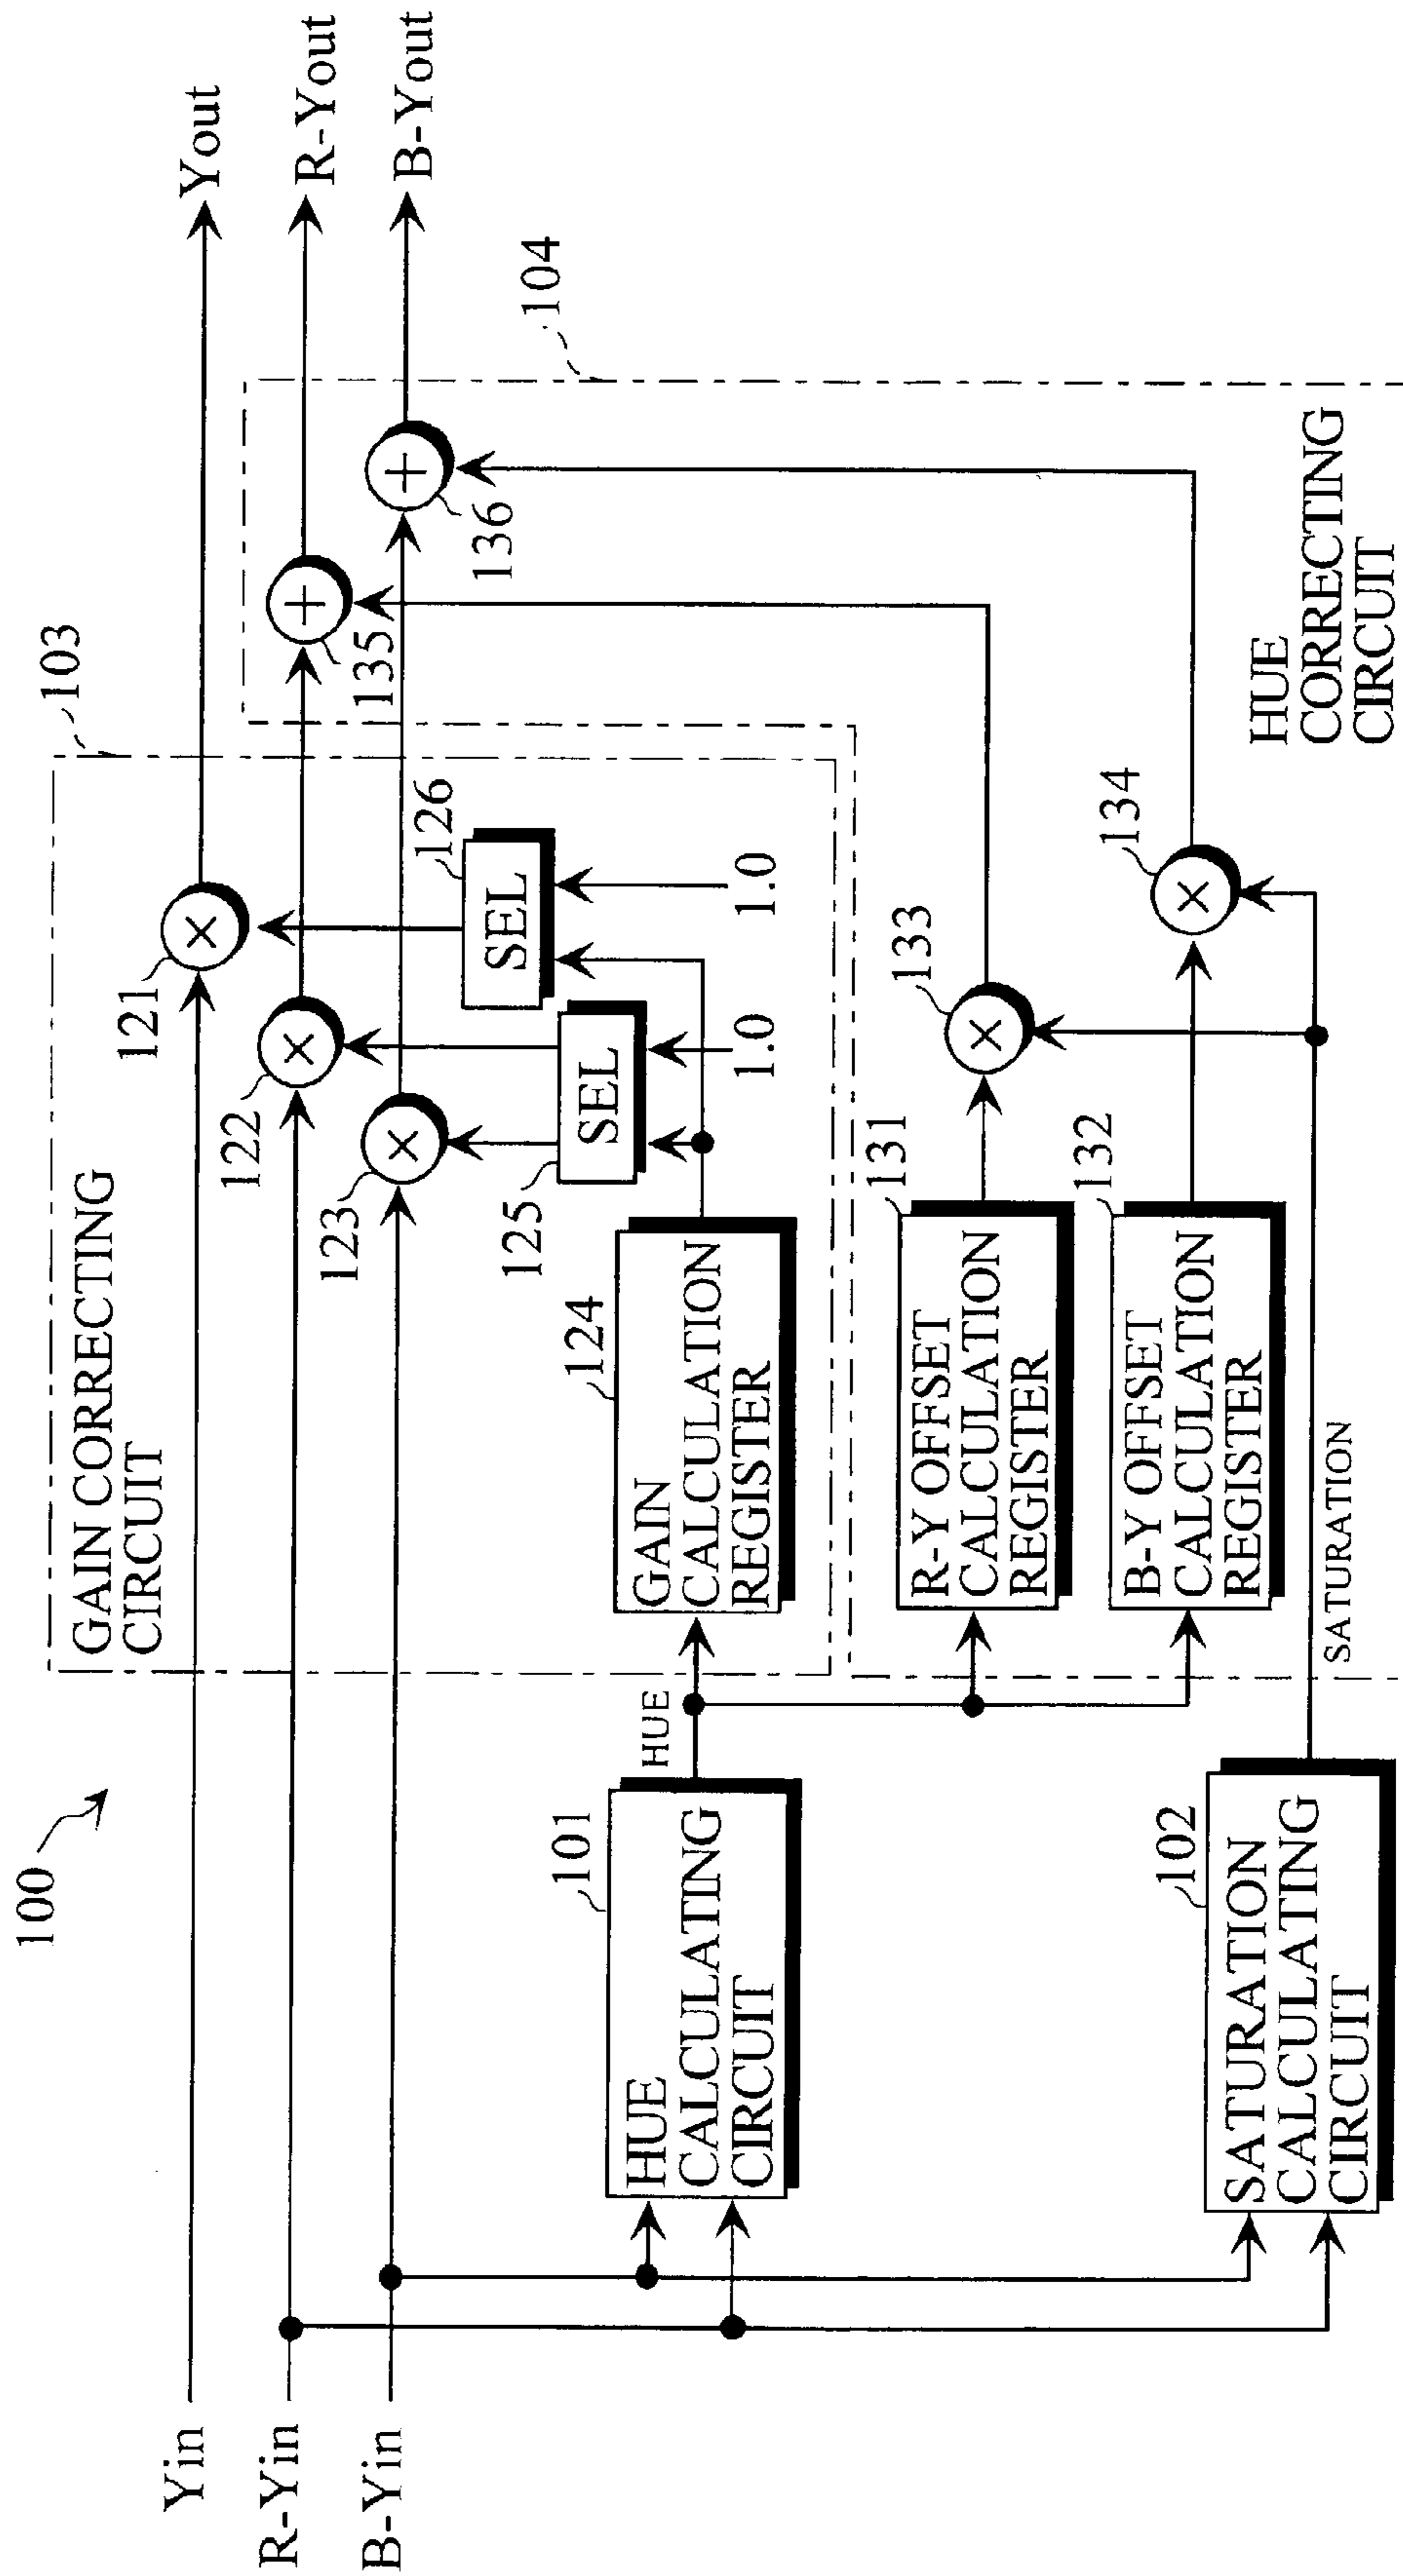 100
Yin
R-Yin
B-Yin
GAIN CORRECTING
CIRCUIT
103
121
122
123
Yout
R-Yout
B-Yout
104
135
136
126
SEL
1.0
125
SEL
1.0
124
GAIN
CALCULATION
REGISTER
101
HUE
CALCULATING
CIRCUIT
HUE
131
R-Y OFFSET
CALCULATION
REGISTER
133
132
B-Y OFFSET
CALCULATION
REGISTER
134
102
SATURATION
CALCULATING
CIRCUIT
SATURATION
HUE
CORRECTING
CIRCUIT